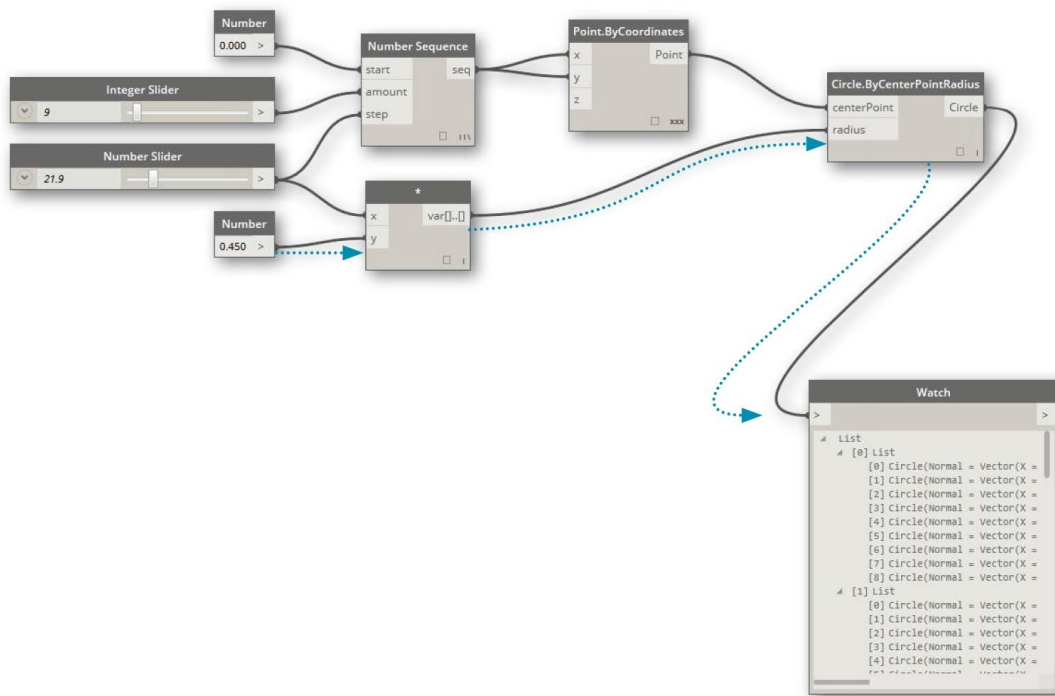 Number
0.000 >
Integer Slider
9 >
Number Slider
21.9 >
Number
0.450 >
Number Sequence
start seq
amount
step
*
x var[]..[]
y
Point.ByCoordinates
x Point
y
z
xxx
Circle.ByCenterPointRadius
centerPoint Circle
radius
Watch
> >
List
[0] List
[0] Circle(Normal = Vector(X =
[1] Circle(Normal = Vector(X =
[2] Circle(Normal = Vector(X =
[3] Circle(Normal = Vector(X =
[4] Circle(Normal = Vector(X =
[5] Circle(Normal = Vector(X =
[6] Circle(Normal = Vector(X =
[7] Circle(Normal = Vector(X =
[8] Circle(Normal = Vector(X =
[1] List
[0] Circle(Normal = Vector(X =
[1] Circle(Normal = Vector(X =
[2] Circle(Normal = Vector(X =
[3] Circle(Normal = Vector(X =
[4] Circle(Normal = Vector(X =